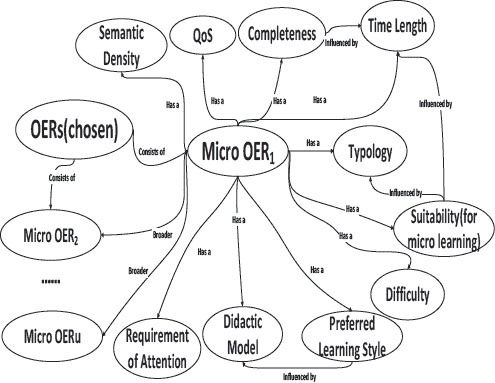 Semantic
Density
QoS
Completeness
Time Length
Influenced by
Has a
Has a
Has a
Has a
Influenced by
OERs(chosen)
Consists of
Consists of
Micro OER1
Has a
Typology
Influenced by
Has a
Suitability(for
micro learning)
Micro OER2
Broader
Has a
Has a
Has a
Broader
Has a
Difficulty
......
Micro OERu
Requirement
of Attention
Didactic
Model
Preferred
Learning Style
Influenced by